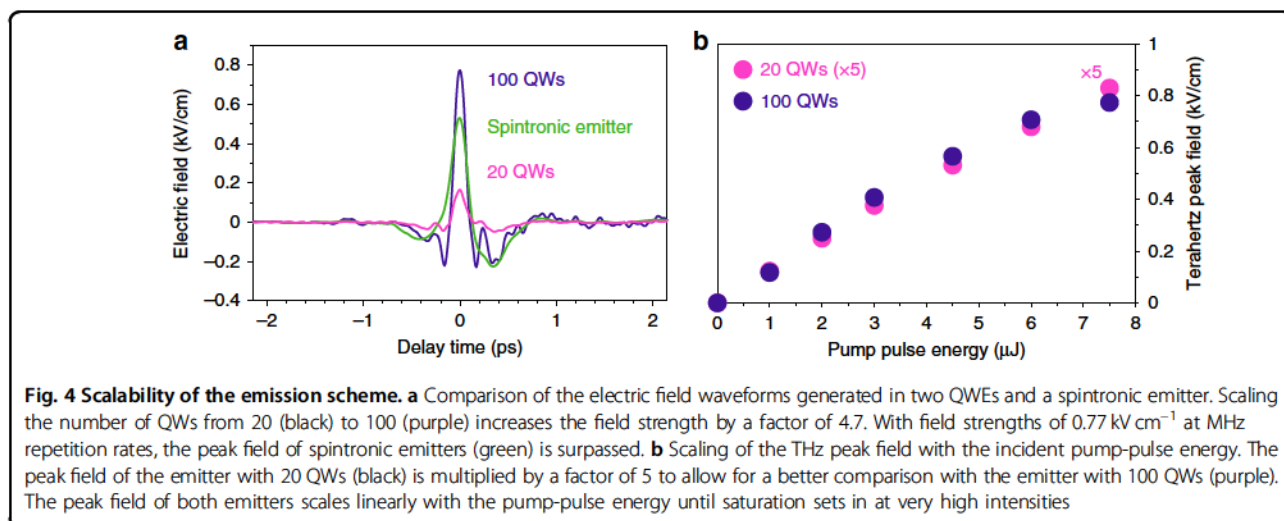 a
0.8
0.6
0.4
0.2
0
−0.2
−0.4
Electric field (kV/cm)
100 QWs
Spintronic emitter
20 QWs
−2 −1 0 1 2
Delay time (ps)
b
20 QWs (×5)
100 QWs
×5
1
0.8
0.6
0.4
0.2
0
Terahertz peak field (kV/cm)
0 1 2 3 4 5 6 7 8
Pump pulse energy (μJ)
Fig. 4 Scalability of the emission scheme. a Comparison of the electric field waveforms generated in two QWEs and a spintronic emitter. Scaling
the number of QWs from 20 (black) to 100 (purple) increases the field strength by a factor of 4.7. With field strengths of 0.77 kV cm⁻¹ at MHz
repetition rates, the peak field of spintronic emitters (green) is surpassed. b Scaling of the THz peak field with the incident pump-pulse energy. The
peak field of the emitter with 20 QWs (black) is multiplied by a factor of 5 to allow for a better comparison with the emitter with 100 QWs (purple).
The peak field of both emitters scales linearly with the pump-pulse energy until saturation sets in at very high intensities